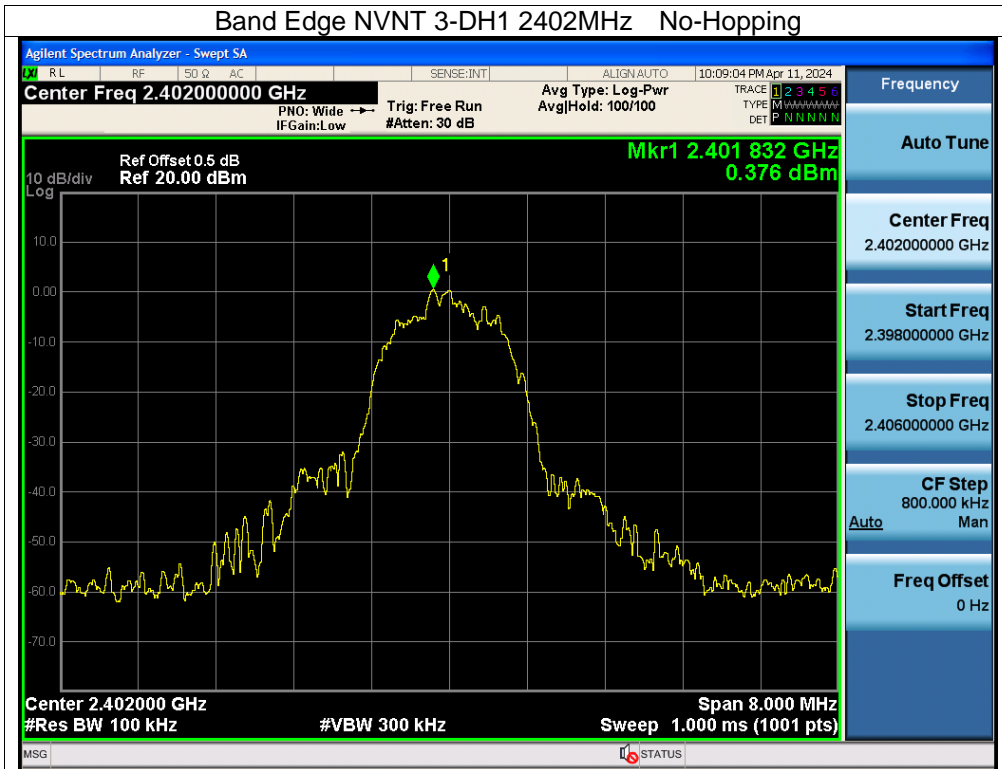 Band Edge NVNT 3-DH1 2402MHz No-Hopping
Agilent Spectrum Analyzer - Swept SA
LXI RL RF 50 Ω AC SENSE:INT ALIGN AUTO 10:09:04 PM Apr 11, 2024
Center Freq 2.402000000 GHz
PNO: Wide
IFGain:Low
Trig: Free Run
#Atten: 30 dB
Avg Type: Log-Pwr
Avg|Hold: 100/100
TRACE 1 2 3 4 5 6
TYPE MWWWWW
DET P N N N N N
Ref Offset 0.5 dB
Ref 20.00 dBm
10 dB/div
Log
Mkr1 2.401 832 GHz
0.376 dBm
10.0
0.00
-10.0
-20.0
-30.0
-40.0
-50.0
-60.0
-70.0
1
Center 2.402000 GHz
#Res BW 100 kHz
#VBW 300 kHz
Span 8.000 MHz
Sweep 1.000 ms (1001 pts)
Frequency
Auto Tune
Center Freq
2.402000000 GHz
Start Freq
2.398000000 GHz
Stop Freq
2.406000000 GHz
CF Step
800.000 kHz
Auto Man
Freq Offset
0 Hz
MSG
STATUS